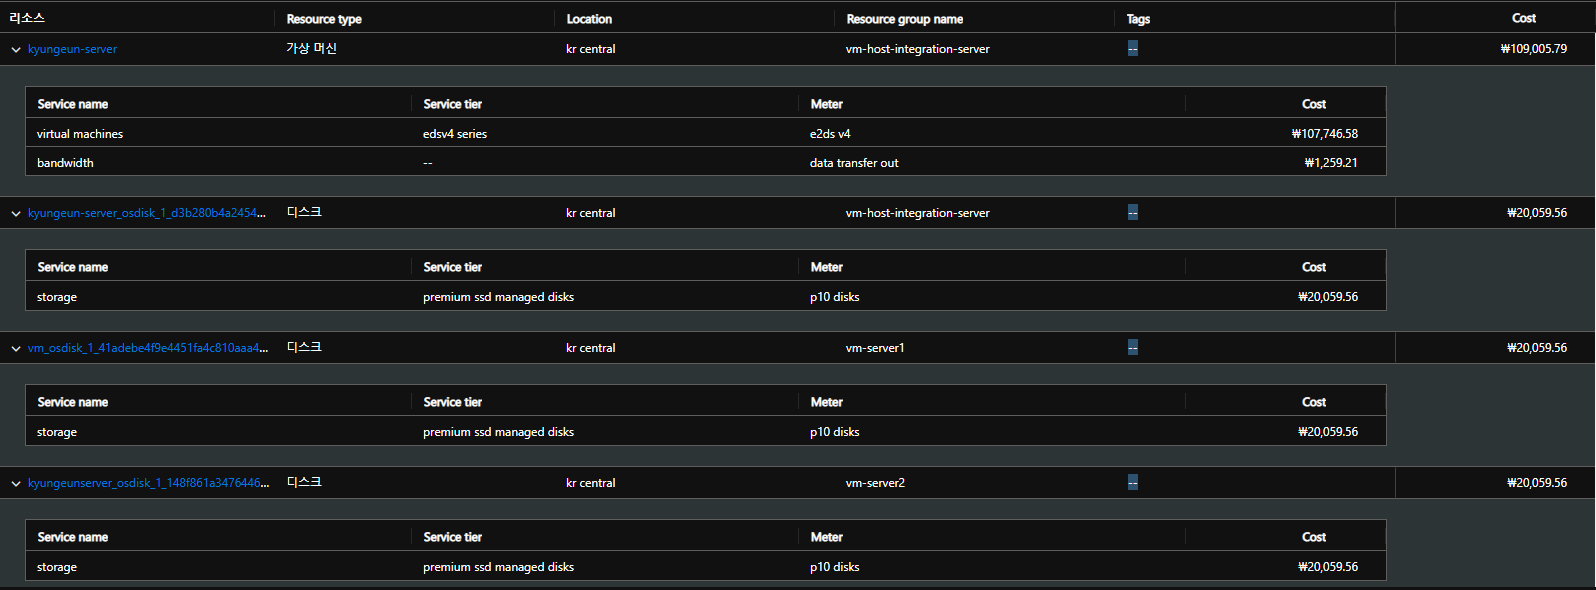 리소스 Resource type Location Resource group name Tags Cost
kyungeun-server 가상 머신 kr central vm-host-integration-server -- ₩109,005.79
Service name Service tier Meter Cost
virtual machines edsv4 series e2ds v4 ₩107,746.58
bandwidth -- data transfer out ₩1,259.21
kyungeun-server_osdisk_1_d3b280b4a2454... 디스크 kr central vm-host-integration-server -- ₩20,059.56
Service name Service tier Meter Cost
storage premium ssd managed disks p10 disks ₩20,059.56
vm_osdisk_1_41adebe4f9e4451fa4c810aaa4... 디스크 kr central vm-server1 -- ₩20,059.56
Service name Service tier Meter Cost
storage premium ssd managed disks p10 disks ₩20,059.56
kyungeunserver_osdisk_1_148f861a3476446... 디스크 kr central vm-server2 -- ₩20,059.56
Service name Service tier Meter Cost
storage premium ssd managed disks p10 disks ₩20,059.56